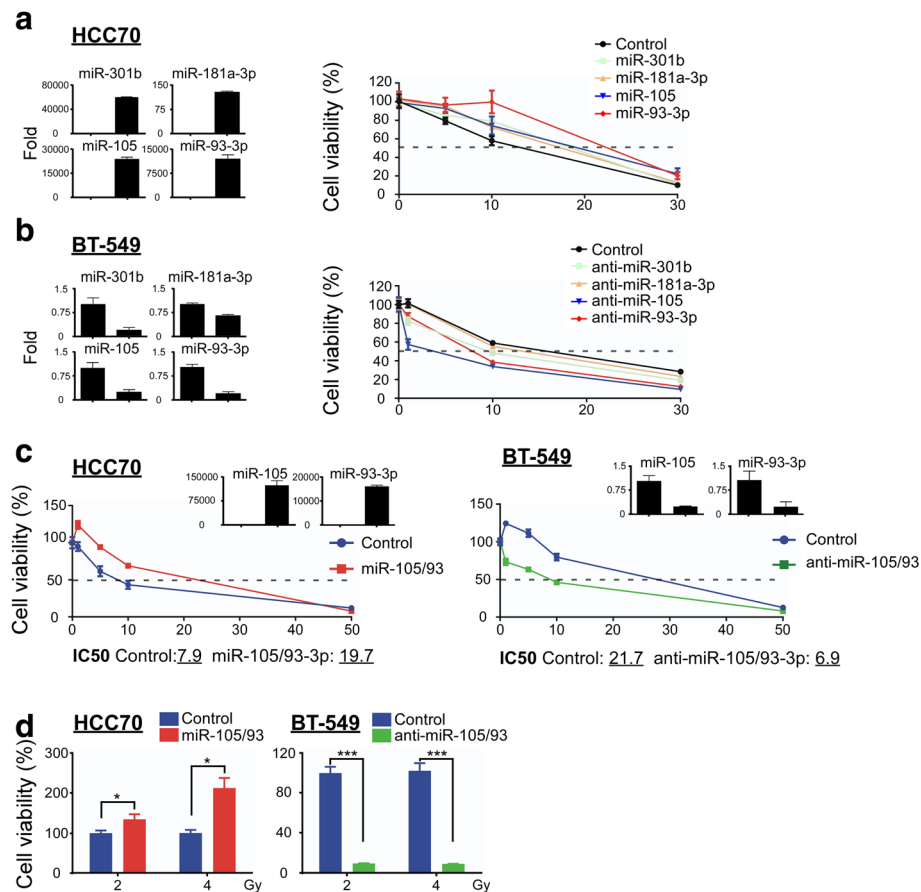 a
HCC70
miR-301b
miR-181a-3p
80000
40000
0
150
75
0
Fold
miR-105
miR-93-3p
30000
15000
0
15000
7500
0
Cell viability (%)
120
100
80
60
40
20
0
0
10
20
30
Control
miR-301b
miR-181a-3p
miR-105
miR-93-3p
b
BT-549
miR-301b
miR-181a-3p
1.5
0.75
0
1.5
0.75
0
Fold
miR-105
miR-93-3p
1.5
0.75
0
1.5
0.75
0
Cell viability (%)
120
100
80
60
40
20
0
0
10
20
30
Control
anti-miR-301b
anti-miR-181a-3p
anti-miR-105
anti-miR-93-3p
c
HCC70
miR-105
miR-93-3p
150000
75000
0
20000
10000
0
Cell viability (%)
150
100
50
0
0
10
20
30
40
50
Control
miR-105/93
IC50 Control:7.9 miR-105/93-3p: 19.7
BT-549
miR-105
miR-93-3p
1.5
0.75
0
1.5
0.75
0
150
100
50
0
0
10
20
30
40
50
Control
anti-miR-105/93
IC50 Control: 21.7 anti-miR-105/93-3p: 6.9
d
HCC70
Control
miR-105/93
Cell viability (%)
300
200
100
0
*
*
2
4
Gy
BT-549
Control
anti-miR-105/93
120
80
40
0
***
***
2
4
Gy